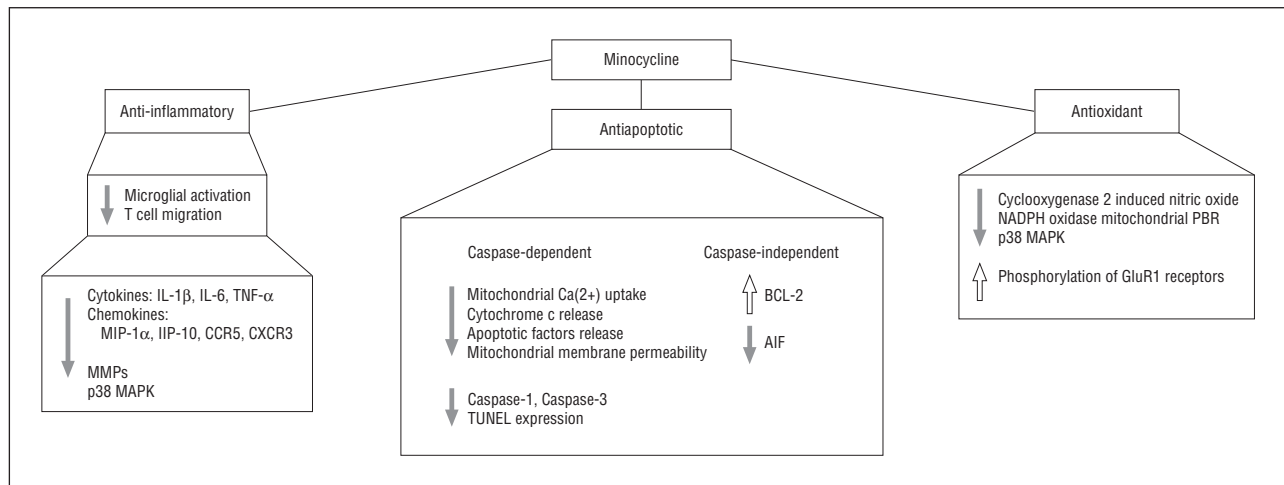 Minocycline
Anti-inflammatory
Microglial activation
T cell migration
Cytokines: IL-1β, IL-6, TNF-α
Chemokines:
MIP-1α, IIP-10, CCR5, CXCR3
MMPs
p38 MAPK
Antiapoptotic
Caspase-dependent
Mitochondrial Ca(2+) uptake
Cytochrome c release
Apoptotic factors release
Mitochondrial membrane permeability
Caspase-1, Caspase-3
TUNEL expression
Caspase-independent
BCL-2
AIF
Antioxidant
Cyclooxygenase 2 induced nitric oxide
NADPH oxidase mitochondrial PBR
p38 MAPK
Phosphorylation of GluR1 receptors